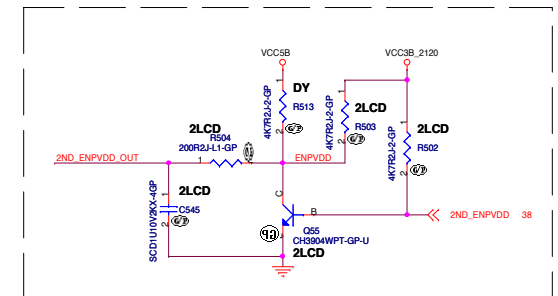 VCC5B
VCC3B_2120
1
DY
R513
4K7R2J-2-GP
2
1
2LCD
R503
4K7R2J-2-GP
2
1
2LCD
R502
4K7R2J-2-GP
2
2LCD
R504
200R2J-L1-GP
2ND_ENPVDD_OUT
1
ENPVDD
2LCD
C545
SCD1U10V2KX-4GP
1
2
C
B
Q55
CH3904WPT-GP-U
2LCD
2ND_ENPVDD 38